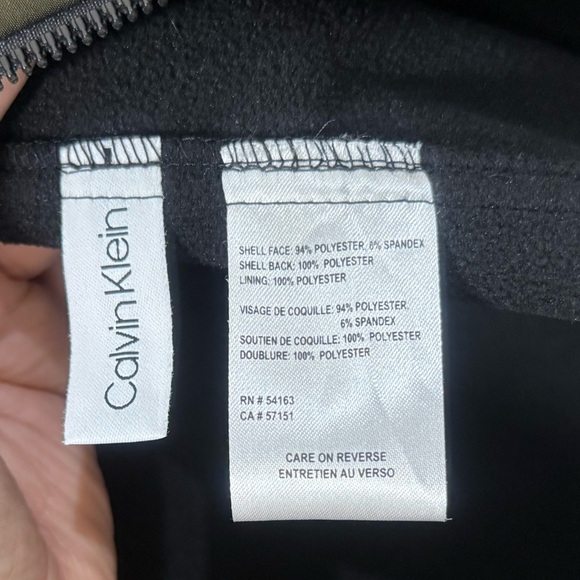 Calvin Klein
SHELL FACE: 94% POLYESTER, 6% SPANDEX
SHELL BACK: 100% POLYESTER
LINING: 100% POLYESTER
VISAGE DE COQUILLE: 94% POLYESTER,
6% SPANDEX
SOUTIEN DE COQUILLE: 100% POLYESTER
DOUBLURE: 100% POLYESTER
RN # 54163
CA # 57151
CARE ON REVERSE
ENTRETIEN AU VERSO